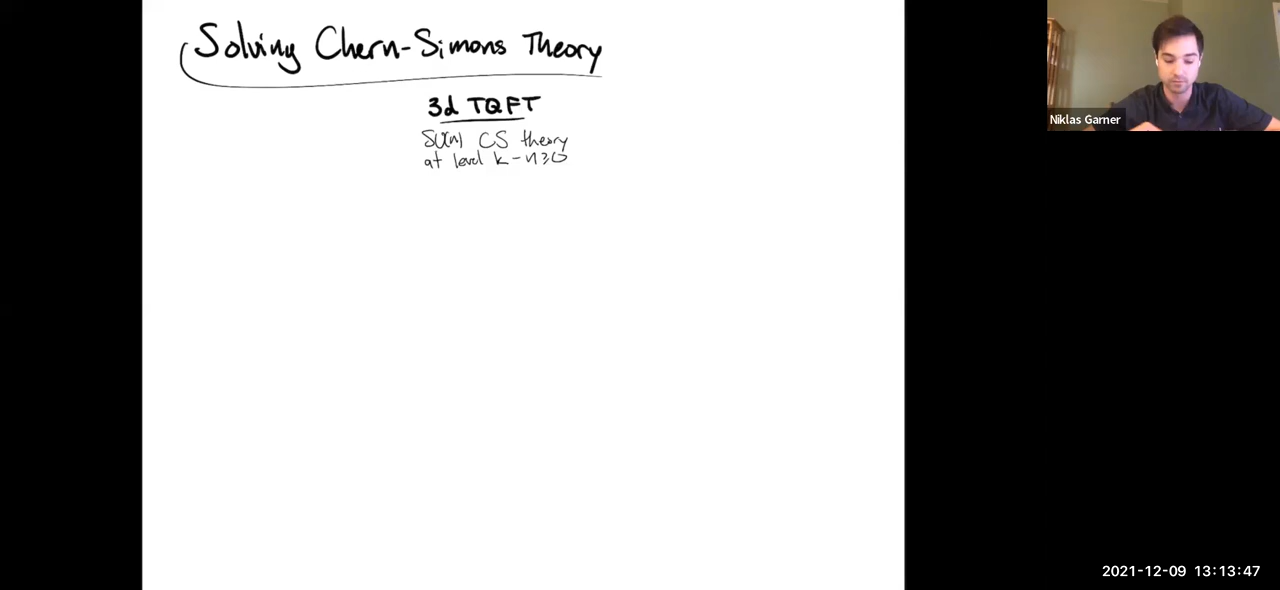 Solving Chern-Simons Theory
3d TQFT
SU(n) CS theory
at level k-n≥0
Niklas Garner
2021-12-09 13:13:47